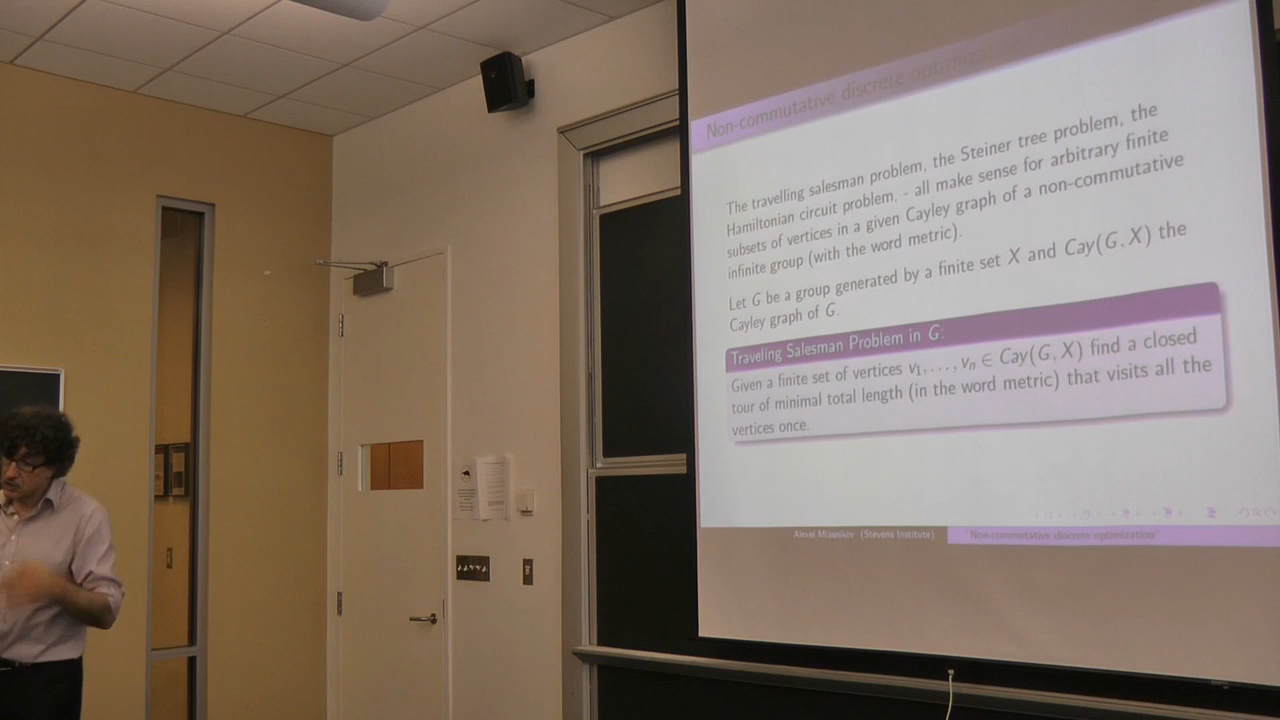 Non-commutative discrete optimization
The travelling salesman problem, the Steiner tree problem, the
Hamiltonian circuit problem, - all make sense for arbitrary finite
subsets of vertices in a given Cayley graph of a non-commutative
infinite group (with the word metric).
Let G be a group generated by a finite set X and Cay(G, X) the
Cayley graph of G.
Traveling Salesman Problem in G:
Given a finite set of vertices v₁, . . . , vₙ ∈ Cay(G, X) find a closed
tour of minimal total length (in the word metric) that visits all the
vertices once.
Alexei Miasnikov (Stevens Institute)
"Non-commutative discrete optimization"